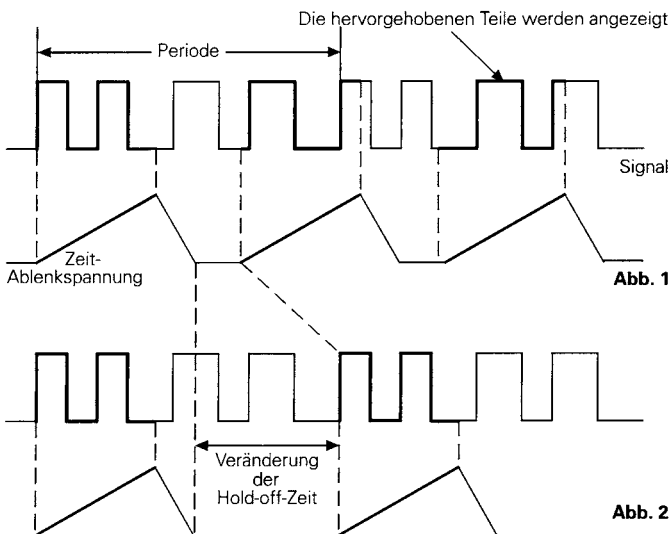 Die hervorgehobenen Teile werden angezeigt
Periode
Signal
Zeit-
Ablenkspannung
Abb. 1
Veränderung
der
Hold-off-Zeit
Abb. 2